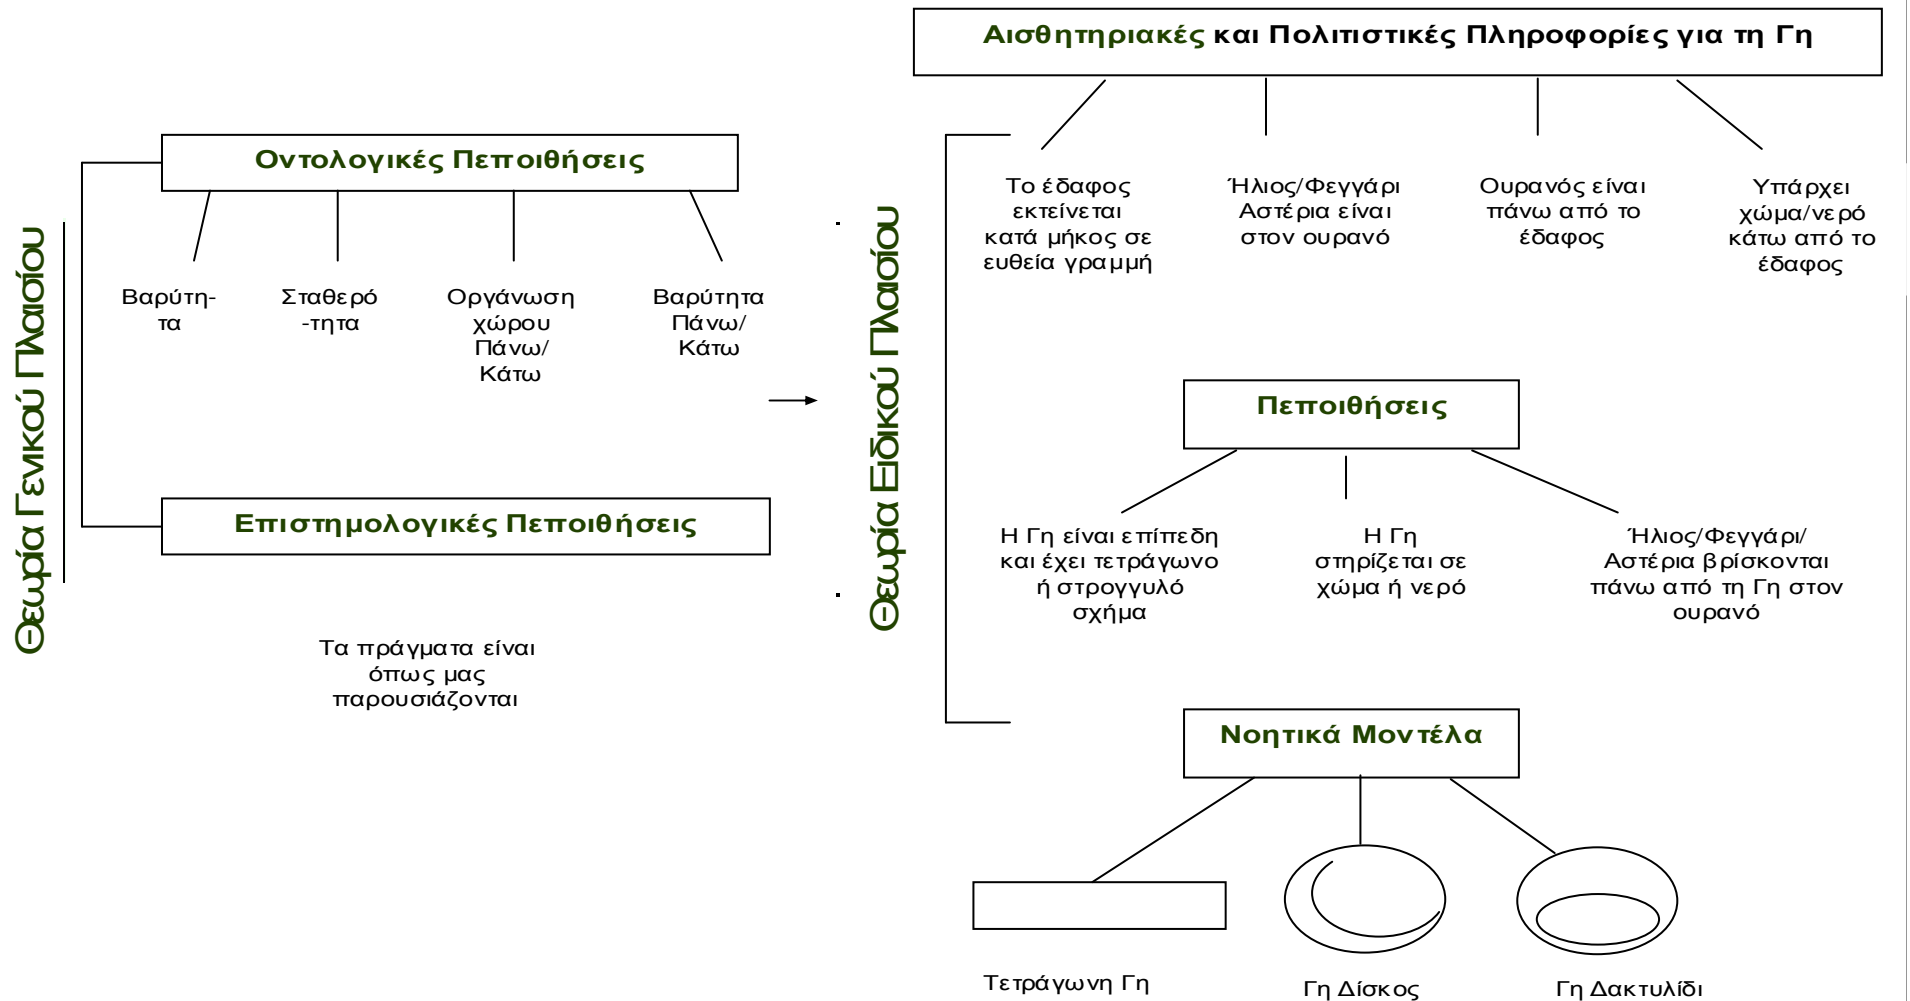 Θεωρία Γενικού Πλαισίου
Οντολογικές Πεποιθήσεις
Βαρύτη-
τα
Σταθερό
-τητα
Οργάνωση
χώρου
Πάνω/
Κάτω
Βαρύτητα
Πάνω/
Κάτω
Επιστημολογικές Πεποιθήσεις
Τα πράγματα είναι
όπως μας
παρουσιάζονται
Θεωρία Ειδικού Πλαισίου
Αισθητηριακές και Πολιτιστικές Πληροφορίες για τη Γη
Το έδαφος
εκτείνεται
κατά μήκος σε
ευθεία γραμμή
Ήλιος/Φεγγάρι
Αστέρια είναι
στον ουρανό
Ουρανός είναι
πάνω από το
έδαφος
Υπάρχει
χώμα/νερό
κάτω από το
έδαφος
Πεποιθήσεις
Η Γη είναι επίπεδη
και έχει τετράγωνο
ή στρογγυλό
σχήμα
Η Γη
στηρίζεται σε
χώμα ή νερό
Ήλιος/Φεγγάρι/
Αστέρια βρίσκονται
πάνω από τη Γη στον
ουρανό
Νοητικά Μοντέλα
Τετράγωνη Γη
Γη Δίσκος
Γη Δακτυλίδι